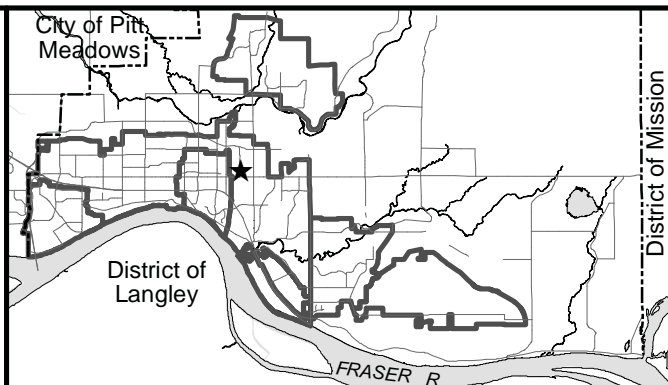 City of Pitt
Meadows
District of Mission
District of
Langley
FRASER R